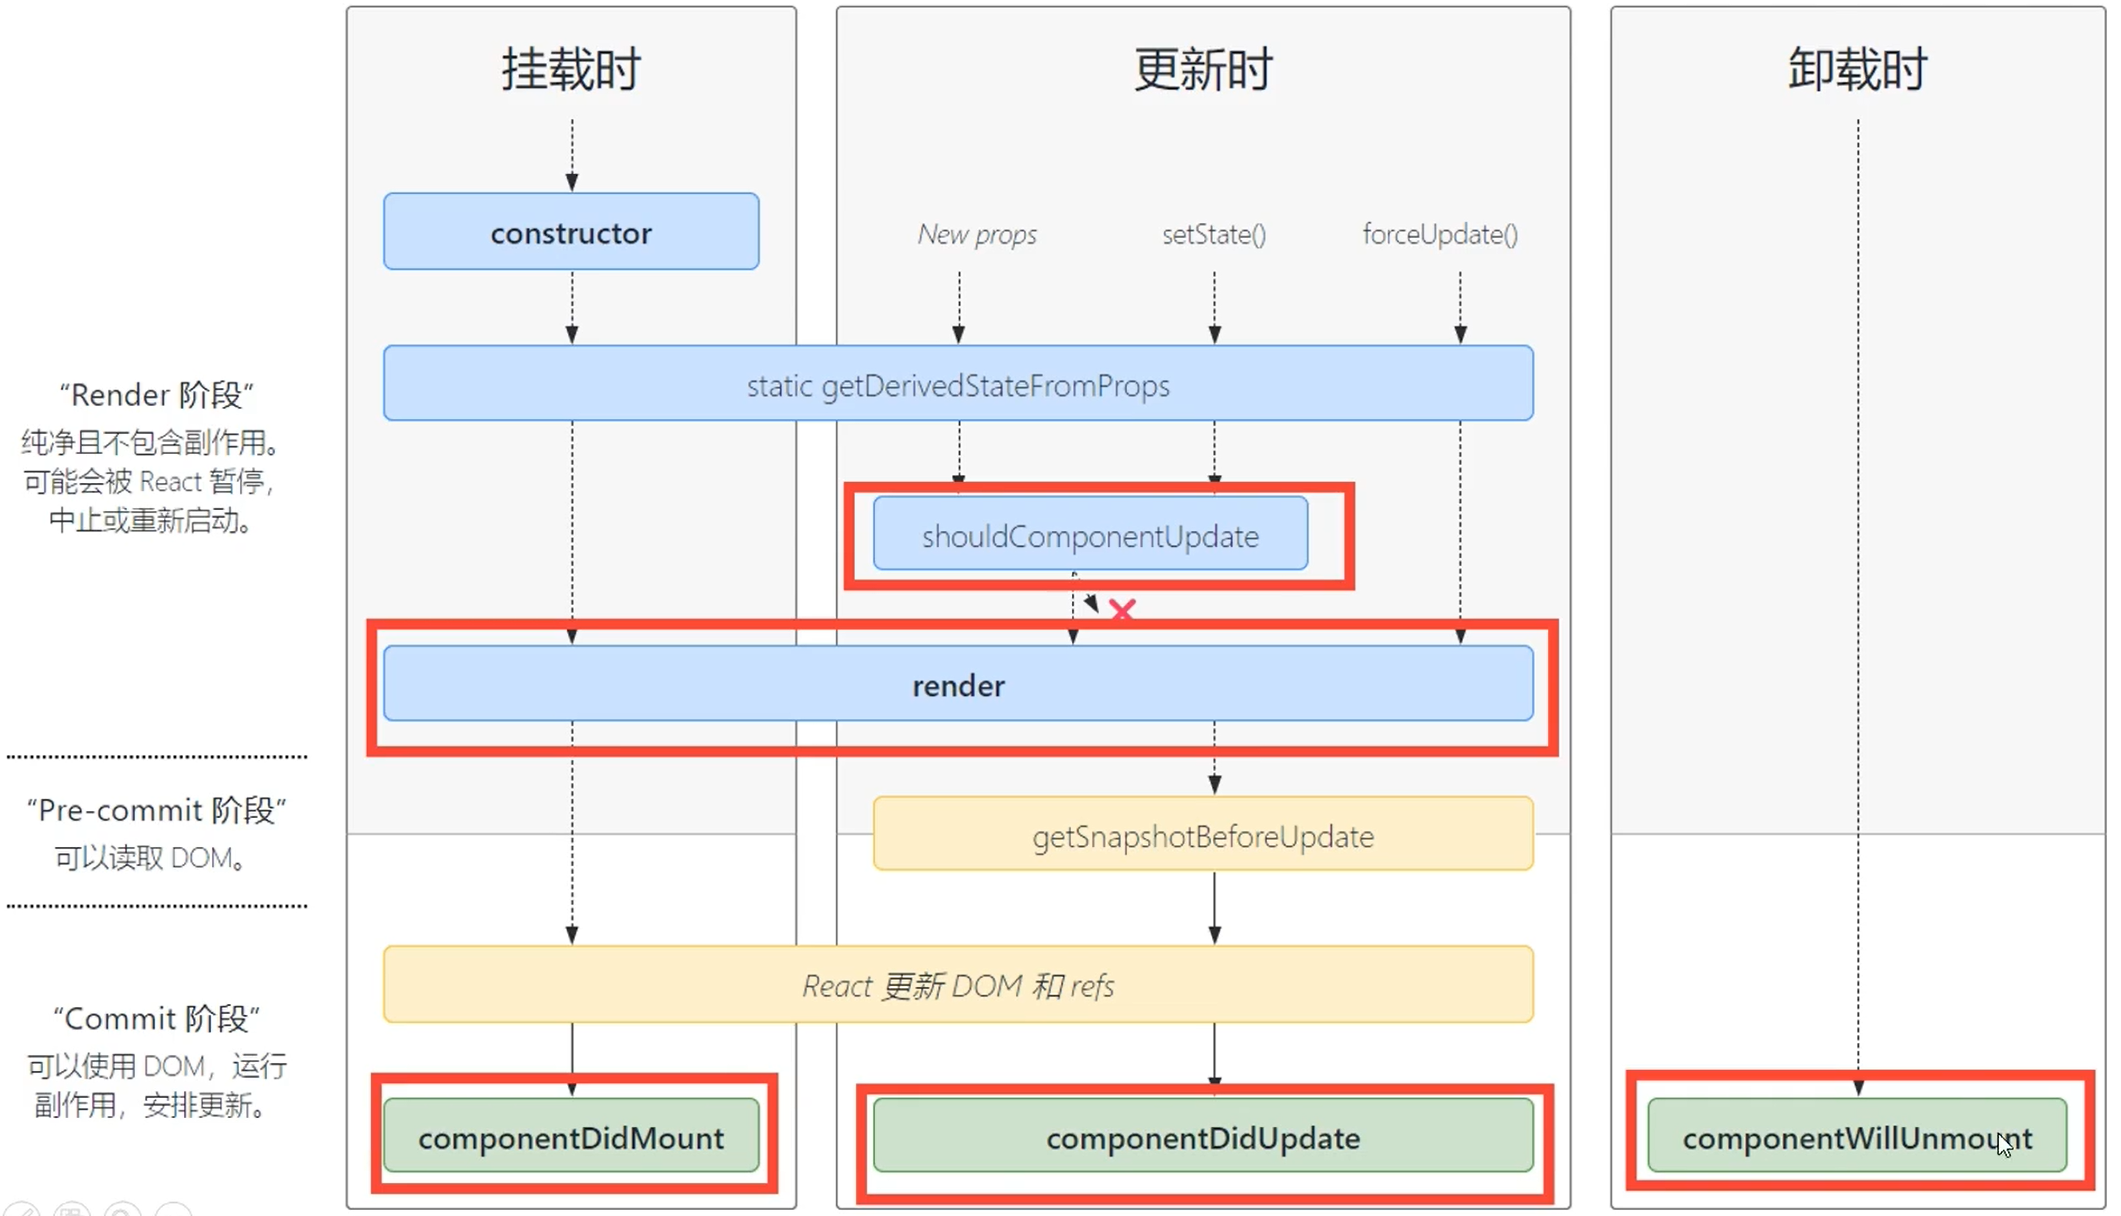 挂载时
更新时
卸载时
constructor
New props
setState()
forceUpdate()
static getDerivedStateFromProps
“Render 阶段”
纯净且不包含副作用。
可能会被 React 暂停，
中止或重新启动。
shouldComponentUpdate
render
“Pre-commit 阶段”
可以读取 DOM。
getSnapshotBeforeUpdate
React 更新 DOM 和 refs
“Commit 阶段”
可以使用 DOM，运行
副作用，安排更新。
componentDidMount
componentDidUpdate
componentWillUnmount